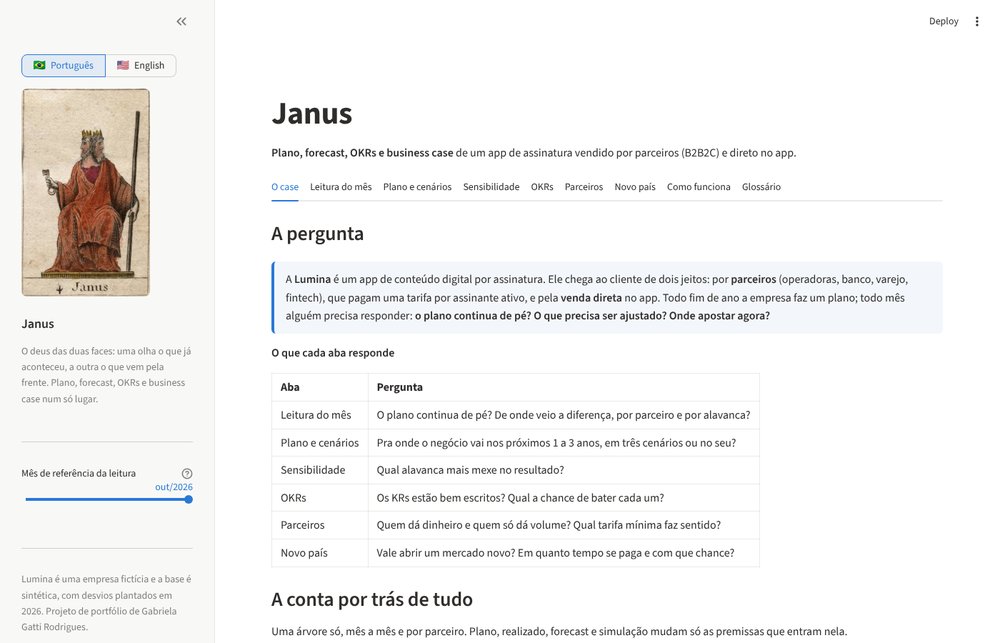 Deploy
Português
English
Janus
Janus
O deus das duas faces: uma olha o que já
aconteceu, a outra o que vem pela
frente. Plano, forecast, OKRs e business
case num só lugar.
Mês de referência da leitura
out/2026
Lumina é uma empresa fictícia e a base é
sintética, com desvios plantados em
2026. Projeto de portfólio de Gabriela
Gatti Rodrigues.
Janus
Plano, forecast, OKRs e business case de um app de assinatura vendido por parceiros (B2B2C) e direto no app.
O case Leitura do mês Plano e cenários Sensibilidade OKRs Parceiros Novo país Como funciona Glossário
A pergunta
A Lumina é um app de conteúdo digital por assinatura. Ele chega ao cliente de dois jeitos: por parceiros (operadoras, banco, varejo,
fintech), que pagam uma tarifa por assinante ativo, e pela venda direta no app. Todo fim de ano a empresa faz um plano; todo mês
alguém precisa responder: o plano continua de pé? O que precisa ser ajustado? Onde apostar agora?
O que cada aba responde
Aba Pergunta
Leitura do mês O plano continua de pé? De onde veio a diferença, por parceiro e por alavanca?
Plano e cenários Pra onde o negócio vai nos próximos 1 a 3 anos, em três cenários ou no seu?
Sensibilidade Qual alavanca mais mexe no resultado?
OKRs Os KRs estão bem escritos? Qual a chance de bater cada um?
Parceiros Quem dá dinheiro e quem só dá volume? Qual tarifa mínima faz sentido?
Novo país Vale abrir um mercado novo? Em quanto tempo se paga e com que chance?
A conta por trás de tudo
Uma árvore só, mês a mês e por parceiro. Plano, realizado, forecast e simulação mudam só as premissas que entram nela.